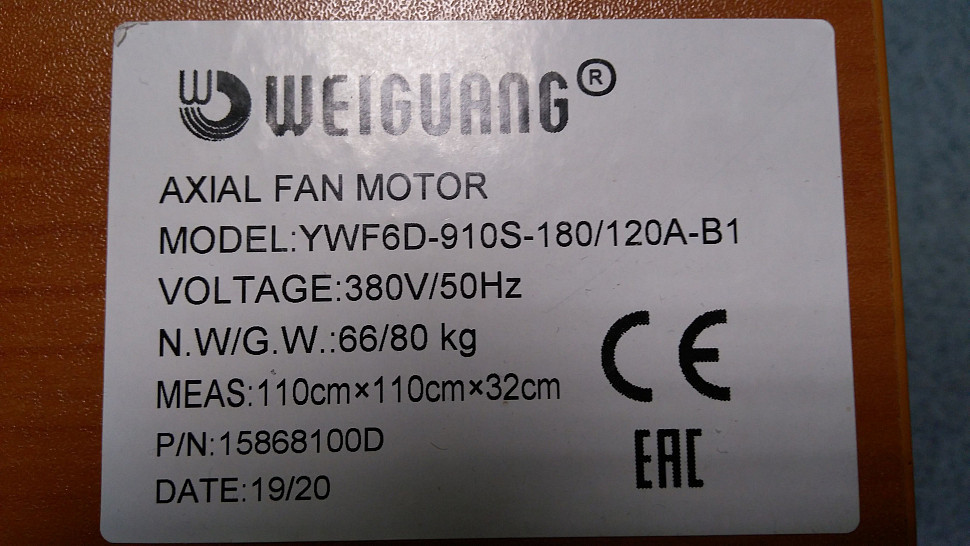 W WEIGUANG®
AXIAL FAN MOTOR
MODEL:YWF6D-910S-180/120A-B1
VOLTAGE:380V/50Hz
N.W/G.W.:66/80 kg
MEAS:110cm×110cm×32cm
P/N:15868100D
DATE:19/20
CE
EAC